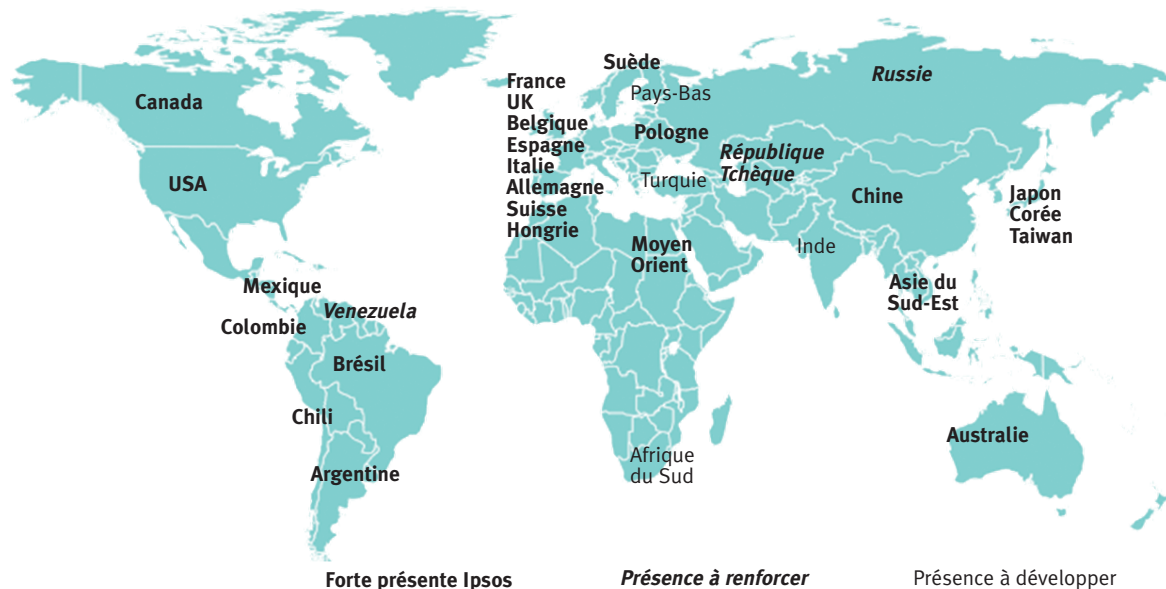 Canada
USA
Mexique
Venezuela
Colombie
Brésil
Chili
Argentine
Suède
France
UK
Belgique
Espagne
Italie
Allemagne
Suisse
Hongrie
Pays-Bas
Pologne
Turquie
Moyen
Orient
Afrique
du Sud
Russie
République
Tchèque
Chine
Inde
Japon
Corée
Taiwan
Asie du
Sud-Est
Australie
Forte présente Ipsos
Présence à renforcer
Présence à développer